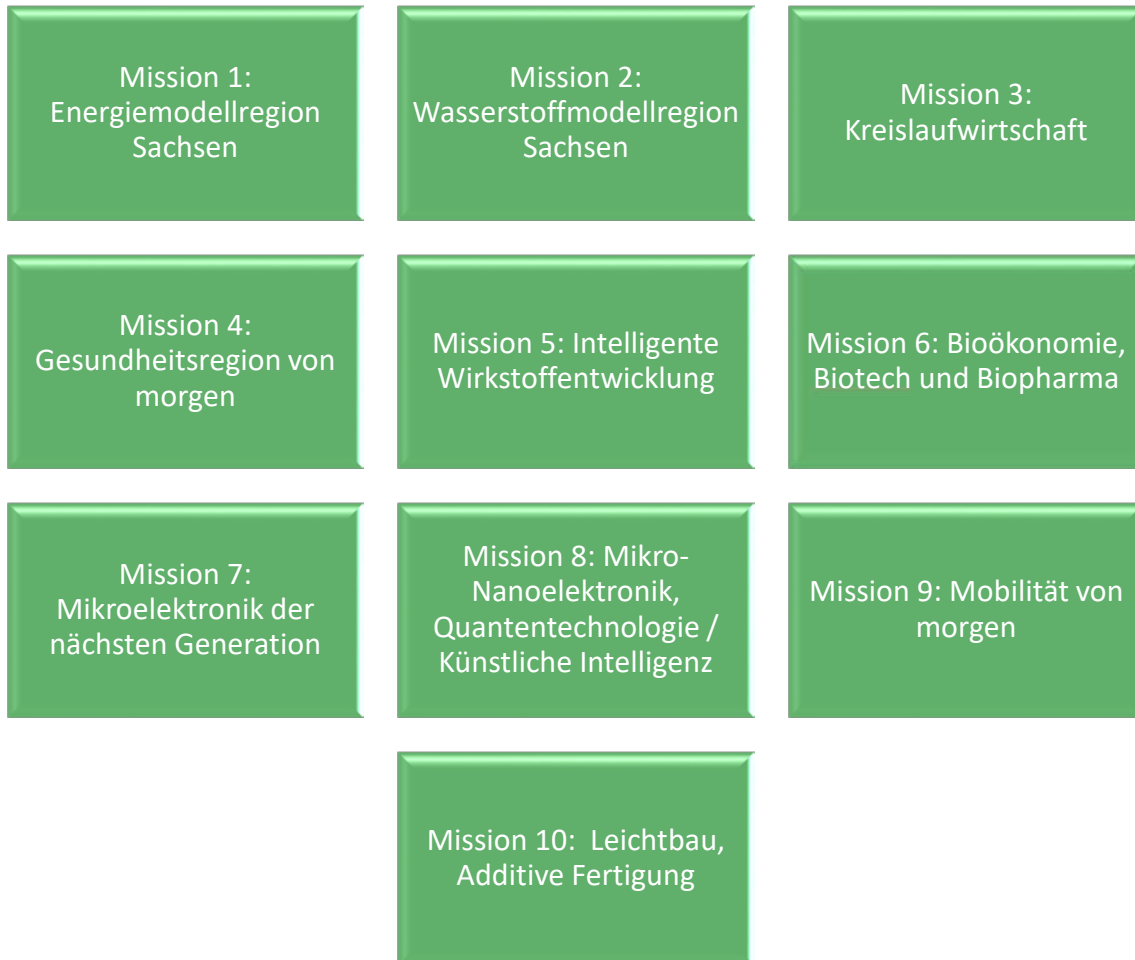 Mission 1:
Energiemodellregion
Sachsen
Mission 2:
Wasserstoffmodellregion
Sachsen
Mission 3:
Kreislaufwirtschaft
Mission 4:
Gesundheitsregion von
morgen
Mission 5: Intelligente
Wirkstoffentwicklung
Mission 6: Bioökonomie,
Biotech und Biopharma
Mission 7:
Mikroelektronik der
nächsten Generation
Mission 8: Mikro-
Nanoelektronik,
Quantentechnologie /
Künstliche Intelligenz
Mission 9: Mobilität von
morgen
Mission 10:  Leichtbau,
Additive Fertigung